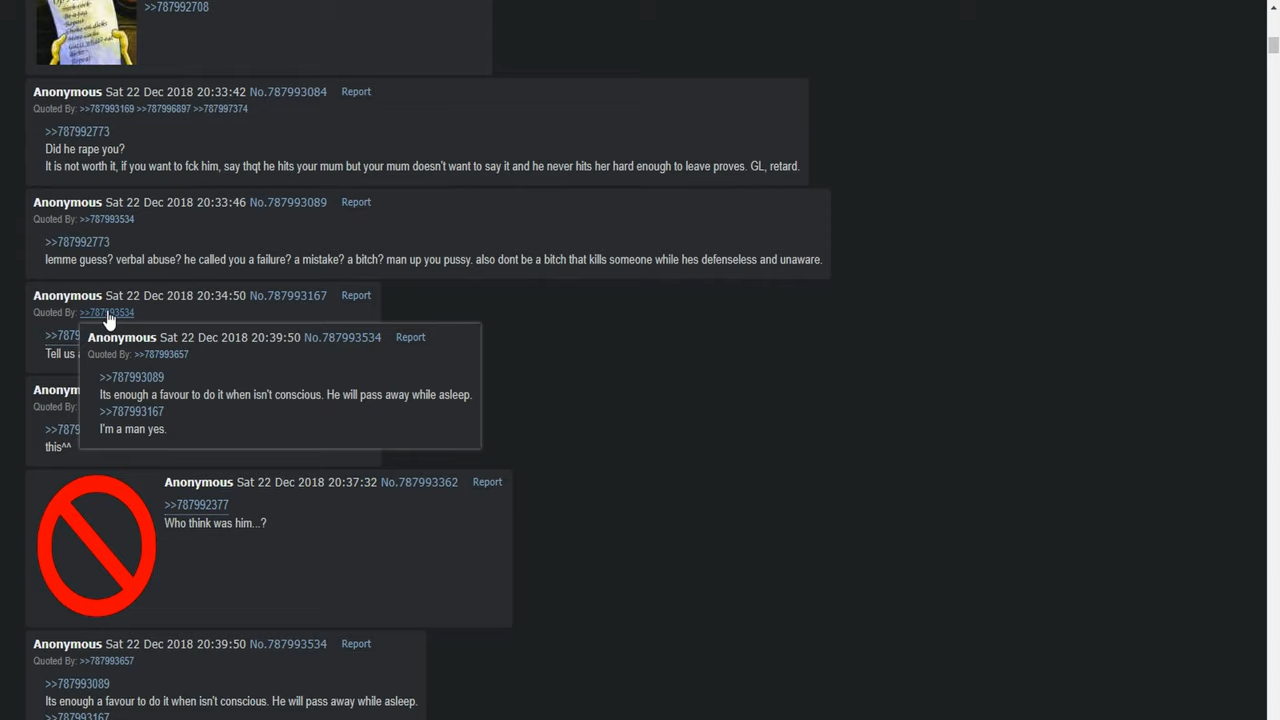 >>787992708
Anonymous Sat 22 Dec 2018 20:33:42 No.787993084 Report
Quoted By: >>787993169 >>787996897 >>787997374
>>787992773
Did he rape you?
It is not worth it, if you want to fck him, say thqt he hits your mum but your mum doesn't want to say it and he never hits her hard enough to leave proves. GL, retard.
Anonymous Sat 22 Dec 2018 20:33:46 No.787993089 Report
Quoted By: >>787993534
>>787992773
lemme guess? verbal abuse? he called you a failure? a mistake? a bitch? man up you pussy. also dont be a bitch that kills someone while hes defenseless and unaware.
Anonymous Sat 22 Dec 2018 20:34:50 No.787993167 Report
Quoted By: >>787993534
>>787
Tell us
Anonymous Sat 22 Dec 2018 20:39:50 No.787993534 Report
Quoted By: >>787993657
>>787993089
Its enough a favour to do it when isn't conscious. He will pass away while asleep.
>>787993167
I'm a man yes.
Anonym
Quoted
>>787
this^^
Anonymous Sat 22 Dec 2018 20:37:32 No.787993362 Report
>>787992377
Who think was him...?
Anonymous Sat 22 Dec 2018 20:39:50 No.787993534 Report
Quoted By: >>787993657
>>787993089
Its enough a favour to do it when isn't conscious. He will pass away while asleep.
>>787993167